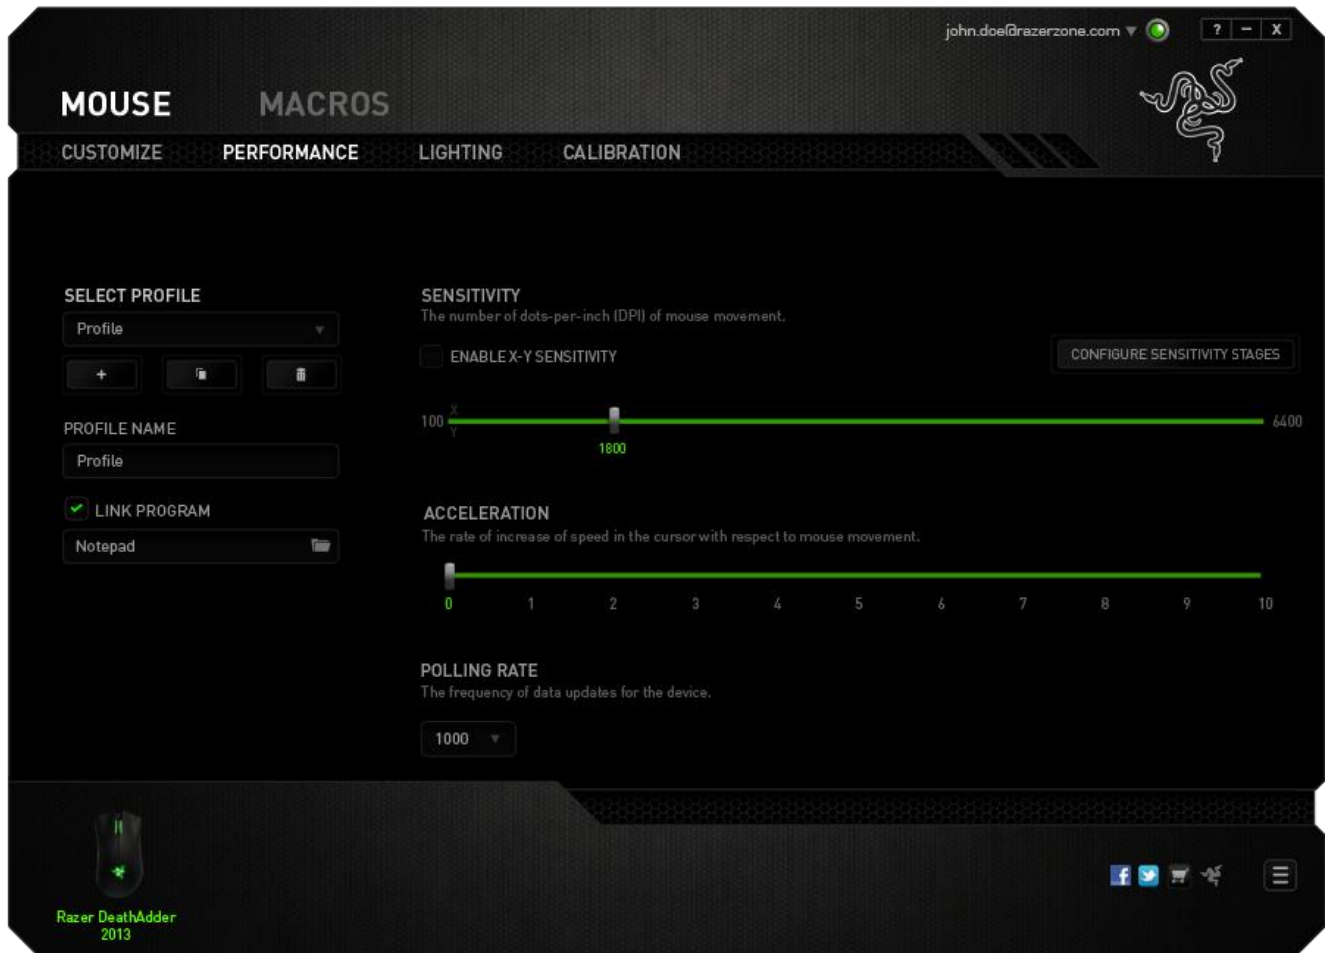 john.doe@razerzone.com
? – X
MOUSE MACROS
CUSTOMIZE PERFORMANCE LIGHTING CALIBRATION
SELECT PROFILE
Profile
PROFILE NAME
Profile
LINK PROGRAM
Notepad
SENSITIVITY
The number of dots-per-inch (DPI) of mouse movement.
ENABLE X-Y SENSITIVITY
CONFIGURE SENSITIVITY STAGES
X
100 6400
Y
1800
ACCELERATION
The rate of increase of speed in the cursor with respect to mouse movement.
0 1 2 3 4 5 6 7 8 9 10
POLLING RATE
The frequency of data updates for the device.
1000
Razer DeathAdder
2013